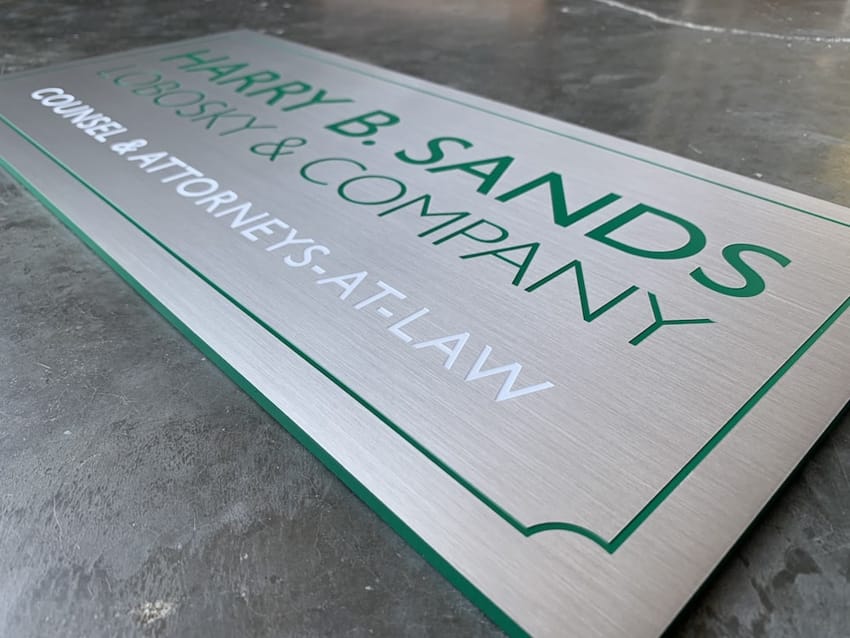 HARRY B. SANDS
LOBOSKY & COMPANY
COUNSEL & ATTORNEYS-AT-LAW